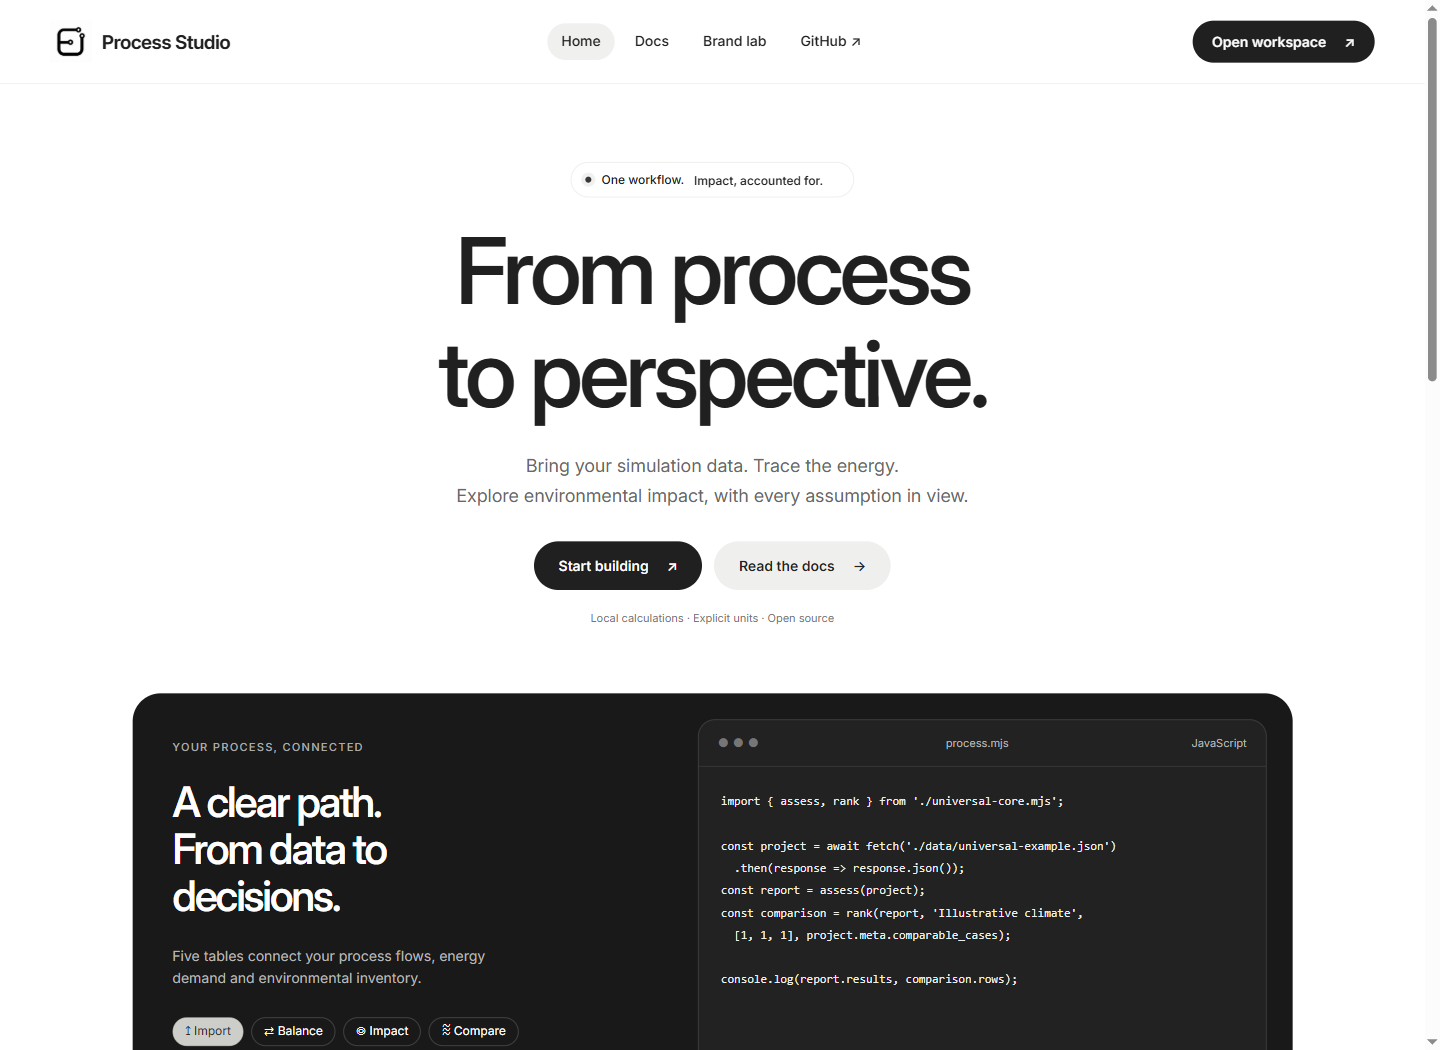 Process Studio
Home
Docs
Brand lab
GitHub ↗
Open workspace ↗
One workflow. Impact, accounted for.
From process
to perspective.
Bring your simulation data. Trace the energy.
Explore environmental impact, with every assumption in view.
Start building ↗
Read the docs →
Local calculations · Explicit units · Open source
YOUR PROCESS, CONNECTED
A clear path.
From data to
decisions.
Five tables connect your process flows, energy
demand and environmental inventory.
↥ Import
⇄ Balance
⊚ Impact
≋ Compare
process.mjs
JavaScript
import { assess, rank } from './universal-core.mjs';
const project = await fetch('./data/universal-example.json')
  .then(response => response.json());
const report = assess(project);
const comparison = rank(report, 'Illustrative climate',
  [1, 1, 1], project.meta.comparable_cases);
console.log(report.results, comparison.rows);